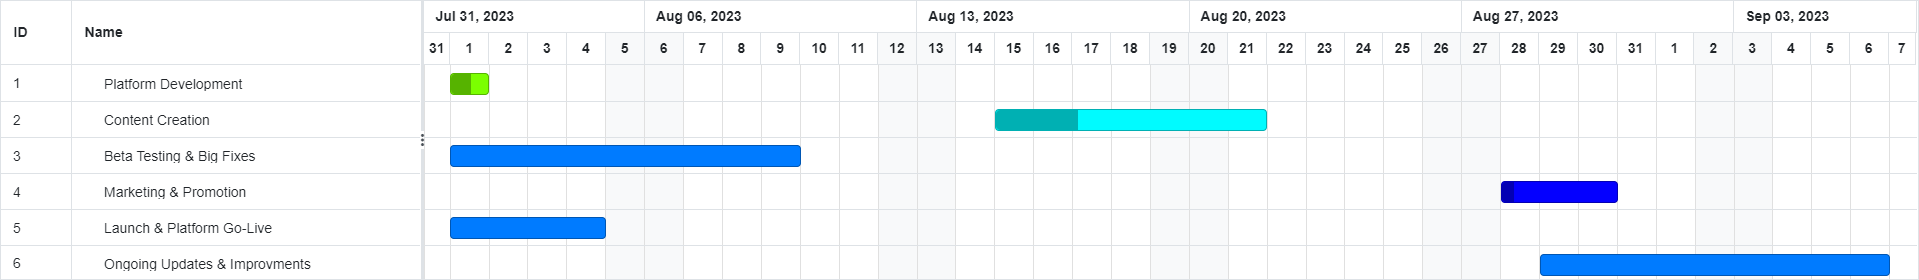 ID Name Jul 31, 2023 Aug 06, 2023 Aug 13, 2023 Aug 20, 2023 Aug 27, 2023 Sep 03, 2023
31 1 2 3 4 5 6 7 8 9 10 11 12 13 14 15 16 17 18 19 20 21 22 23 24 25 26 27 28 29 30 31 1 2 3 4 5 6 7
1 Platform Development
2 Content Creation
3 Beta Testing & Big Fixes
4 Marketing & Promotion
5 Launch & Platform Go-Live
6 Ongoing Updates & Improvments